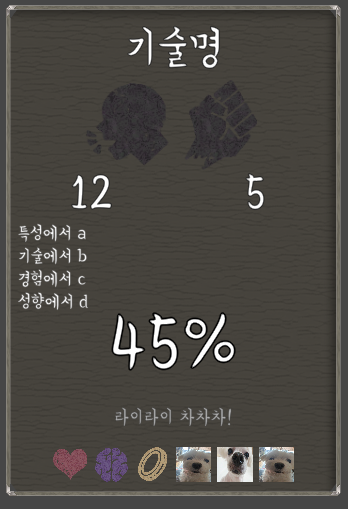 기술명
12 5
특성에서 a
기술에서 b
경험에서 c
성향에서 d
45%
라이라이 차차차!